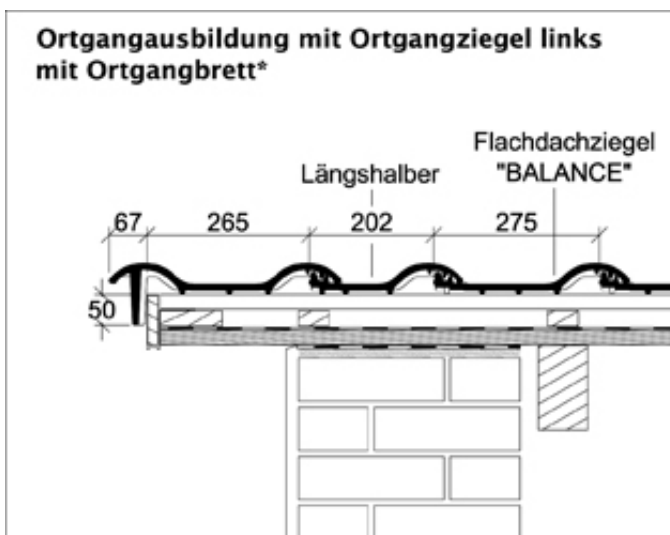 Ortgangausbildung mit Ortgangziegel links
mit Ortgangbrett*
Flachdachziegel
"BALANCE"
Längshalber
67 265 202 275
50